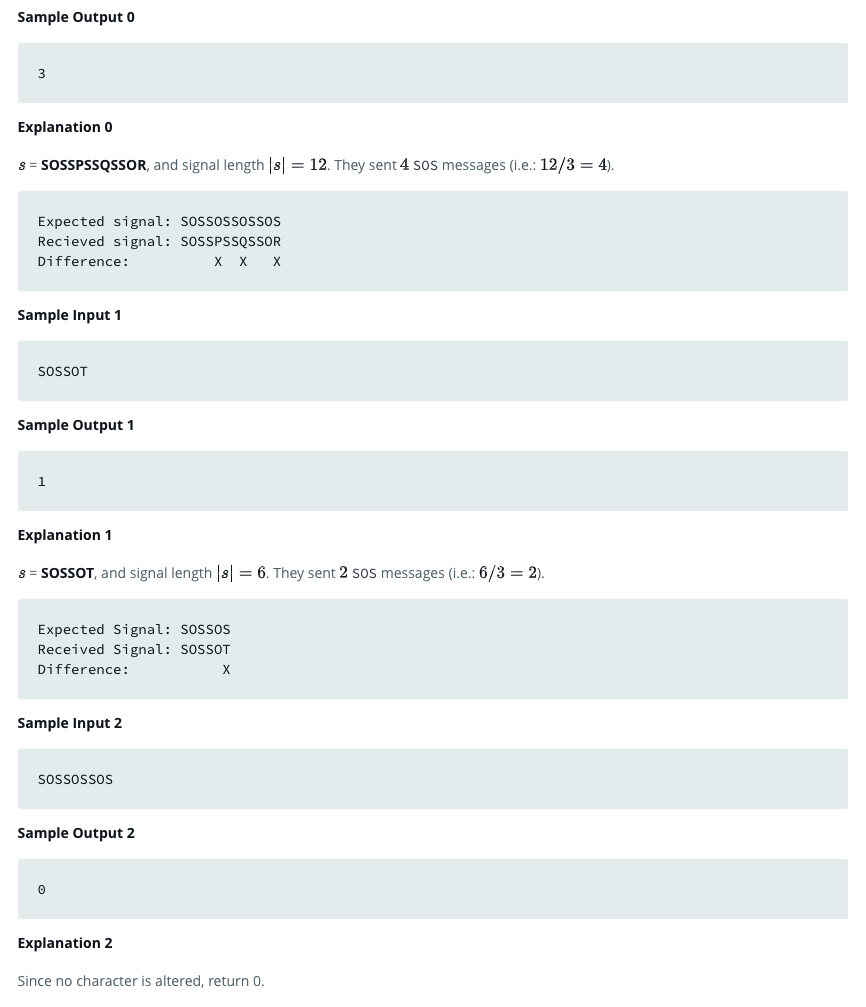 Sample Output 0
3
Explanation 0
s = SOSSPSSQSSOR, and signal length |s| = 12. They sent 4 SOS messages (i.e.: 12/3 = 4).
Expected signal: SOSSOSSOSSOS
Recieved signal: SOSSPSSQSSOR
Difference: X X X
Sample Input 1
SOSSOT
Sample Output 1
1
Explanation 1
s = SOSSOT, and signal length |s| = 6. They sent 2 SOS messages (i.e.: 6/3 = 2).
Expected Signal: SOSSOS
Received Signal: SOSSOT
Difference: X
Sample Input 2
SOSSOSSOS
Sample Output 2
0
Explanation 2
Since no character is altered, return 0.